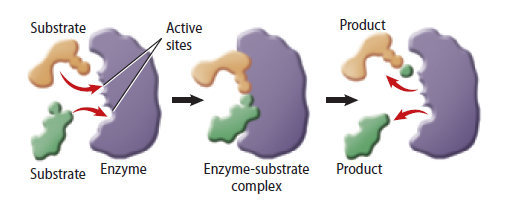 Substrate
Active
sites
Product
Substrate
Enzyme
Enzyme-substrate
complex
Product